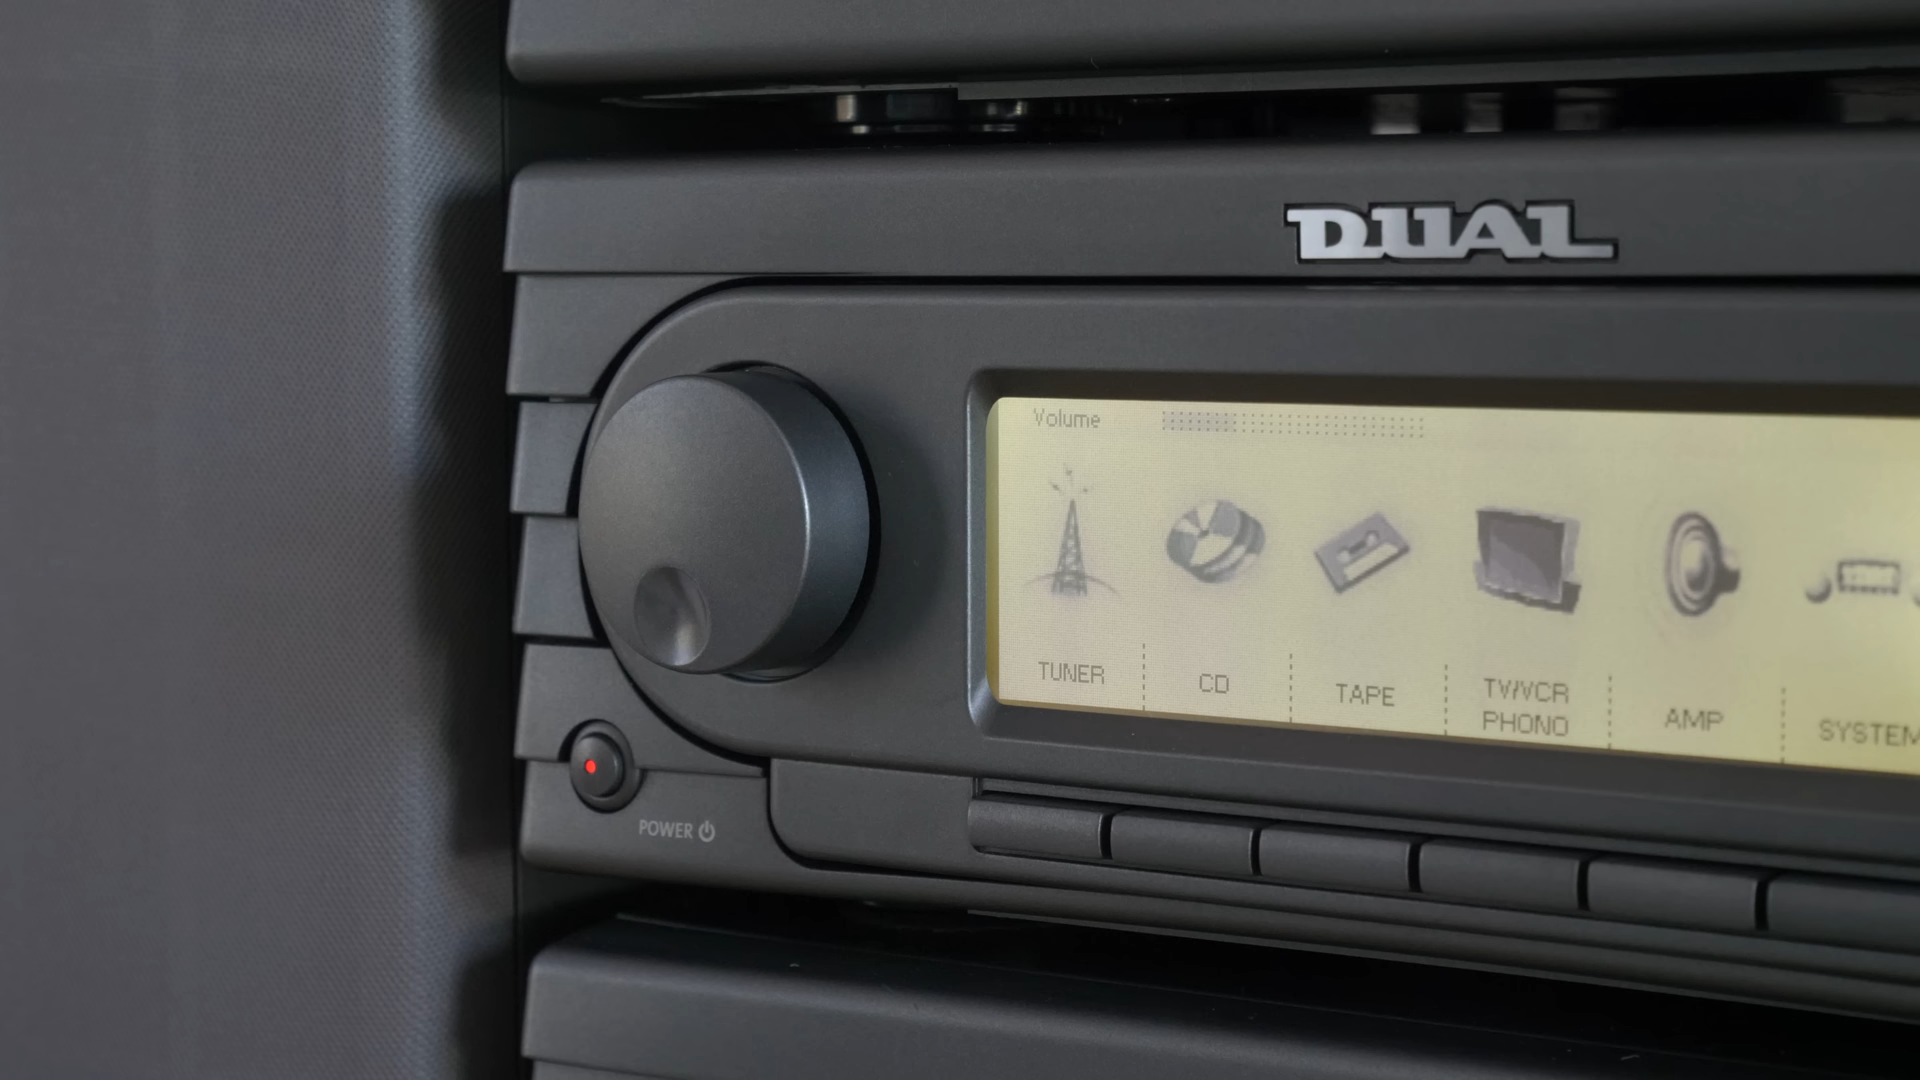 DUAL
Volume
TUNER
CD
TAPE
TV/VCR
PHONO
AMP
SYSTEM
POWER